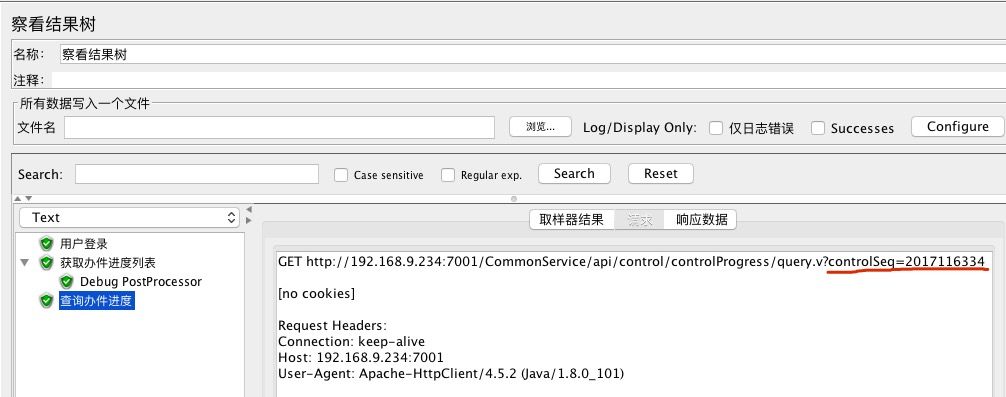 察看结果树
名称： 察看结果树
注释：
所有数据写入一个文件
文件名 浏览... Log/Display Only: 仅日志错误 Successes Configure
Search: Case sensitive Regular exp. Search Reset
Text
取样器结果 请求 响应数据
用户登录
获取办件进度列表
Debug PostProcessor
查询办件进度
GET http://192.168.9.234:7001/CommonService/api/control/controlProgress/query.v?controlSeq=2017116334
[no cookies]
Request Headers:
Connection: keep-alive
Host: 192.168.9.234:7001
User-Agent: Apache-HttpClient/4.5.2 (Java/1.8.0_101)